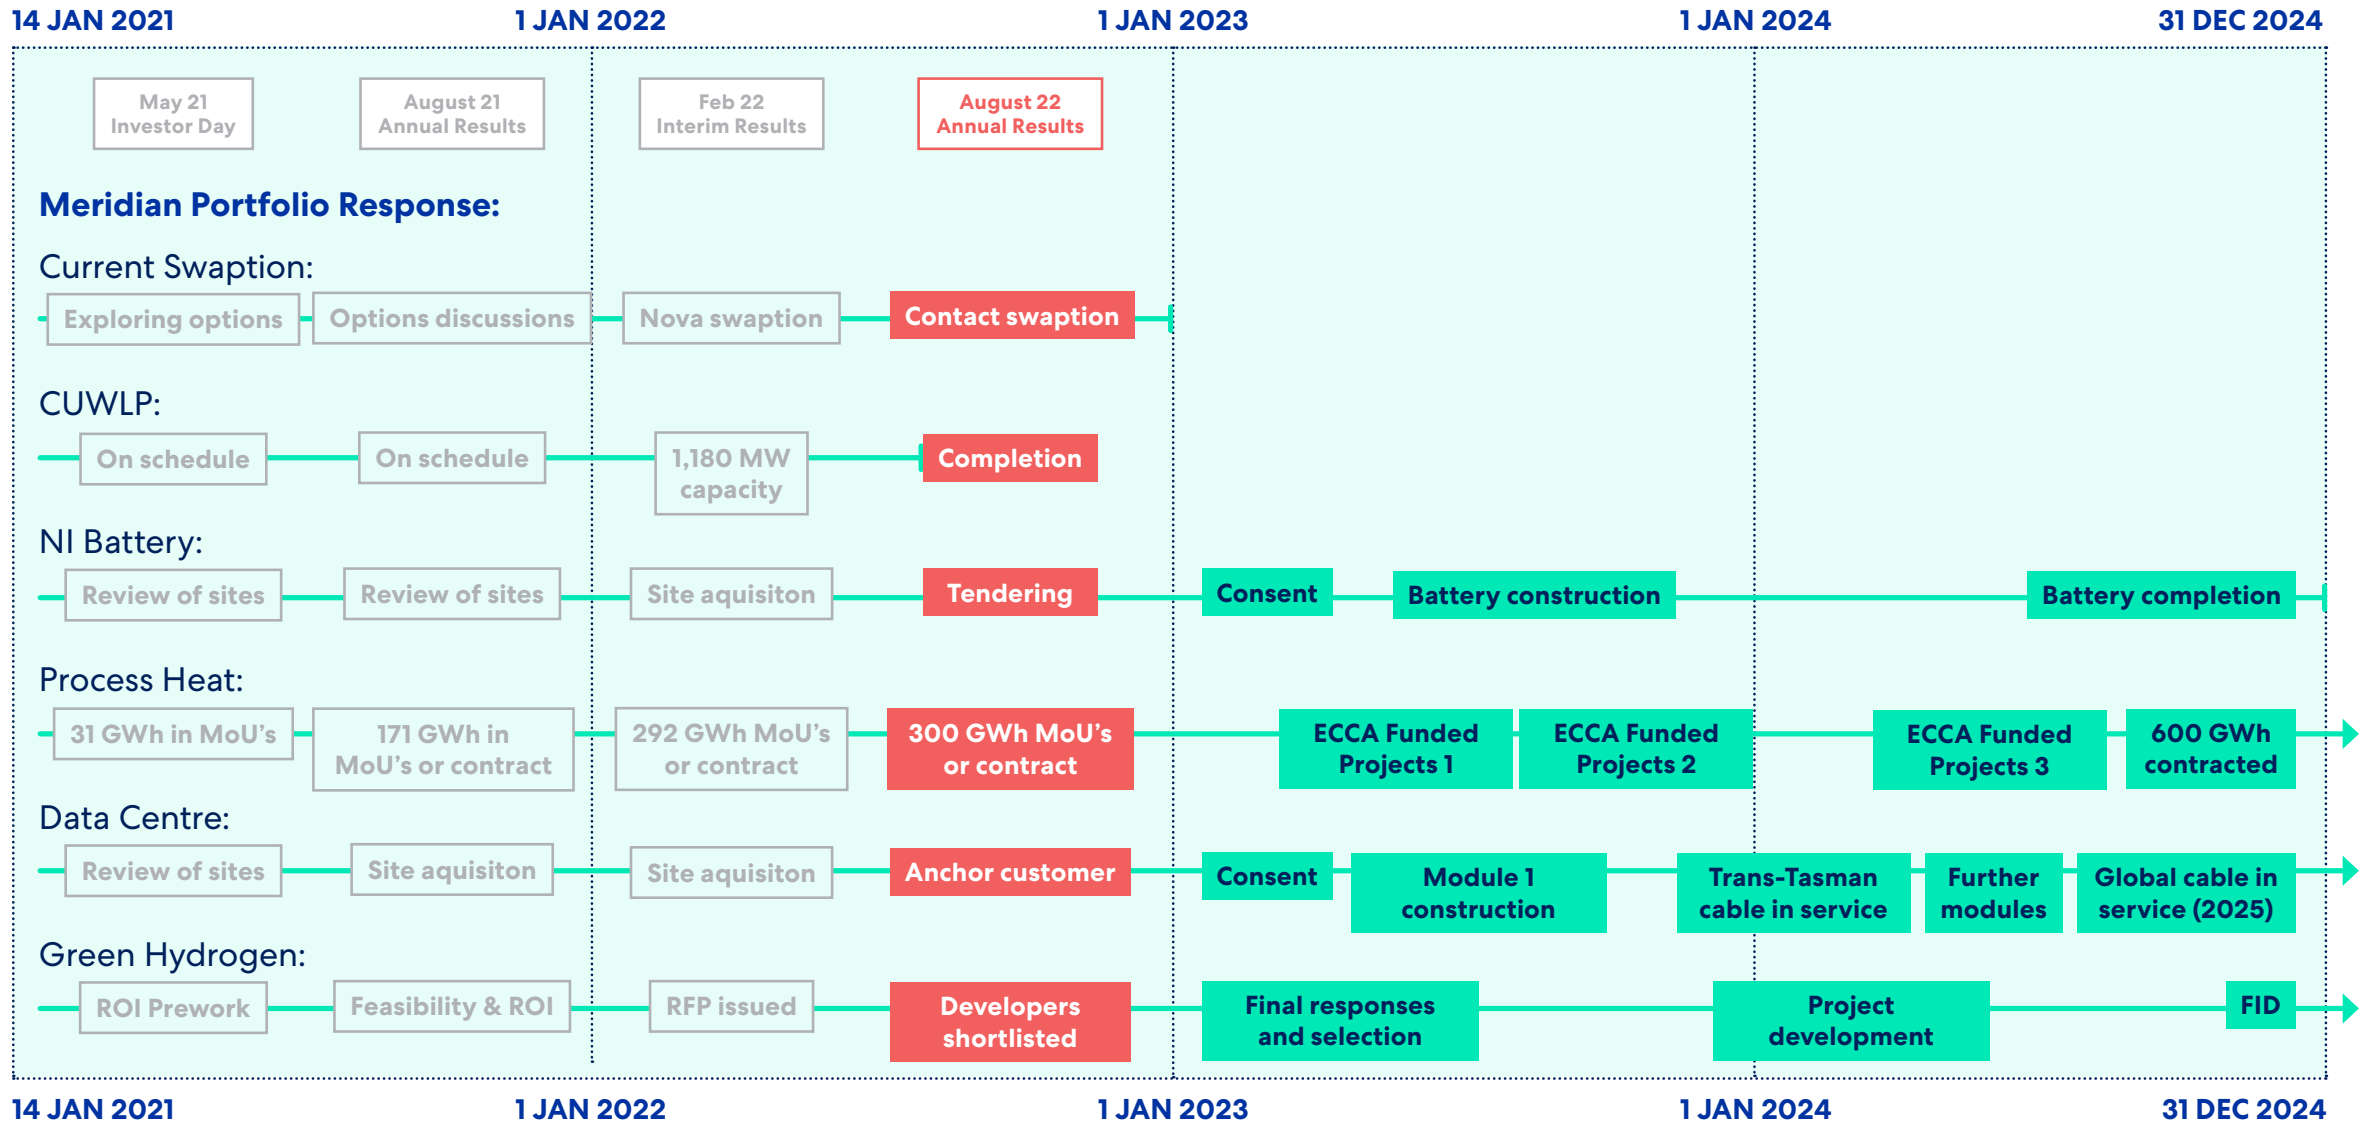 14 JAN 2021
1 JAN 2022
1 JAN 2023
1 JAN 2024
31 DEC 2024
May 21
Investor Day
August 21
Annual Results
Feb 22
Interim Results
August 22
Annual Results
Meridian Portfolio Response:
Current Swaption:
Exploring options
Options discussions
Nova swaption
Contact swaption
CUWLP:
On schedule
On schedule
1,180 MW
capacity
Completion
NI Battery:
Review of sites
Review of sites
Site aquisiton
Tendering
Consent
Battery construction
Battery completion
Process Heat:
31 GWh in MoU’s
171 GWh in
MoU’s or contract
292 GWh MoU’s
or contract
300 GWh MoU’s
or contract
ECCA Funded
Projects 1
ECCA Funded
Projects 2
ECCA Funded
Projects 3
600 GWh
contracted
Data Centre:
Review of sites
Site aquisiton
Site aquisiton
Anchor customer
Consent
Module 1
construction
Trans-Tasman
cable in service
Further
modules
Global cable in
service (2025)
Green Hydrogen:
ROI Prework
Feasibility & ROI
RFP issued
Developers
shortlisted
Final responses
and selection
Project
development
FID
14 JAN 2021
1 JAN 2022
1 JAN 2023
1 JAN 2024
31 DEC 2024